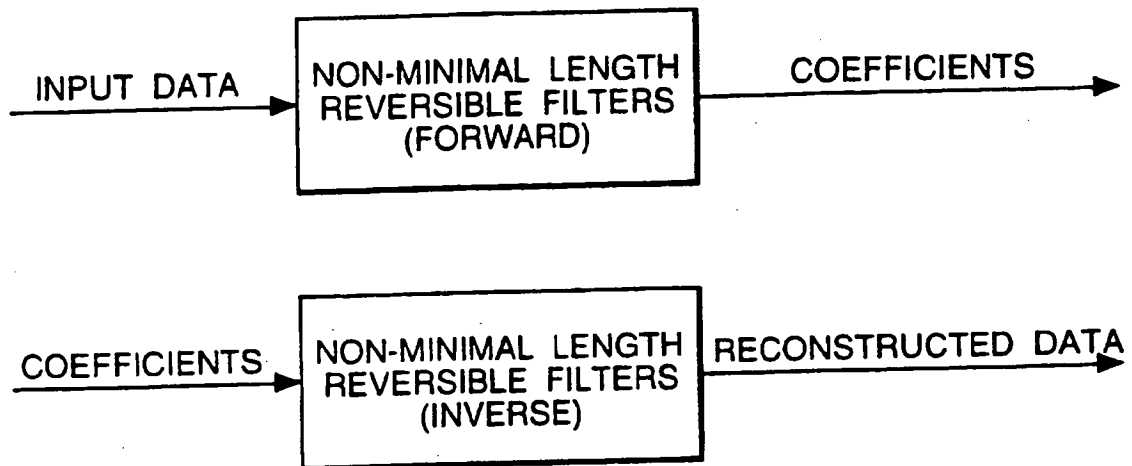 INPUT DATA
NON-MINIMAL LENGTH
REVERSIBLE FILTERS
(FORWARD)
COEFFICIENTS
COEFFICIENTS
NON-MINIMAL LENGTH
REVERSIBLE FILTERS
(INVERSE)
RECONSTRUCTED DATA